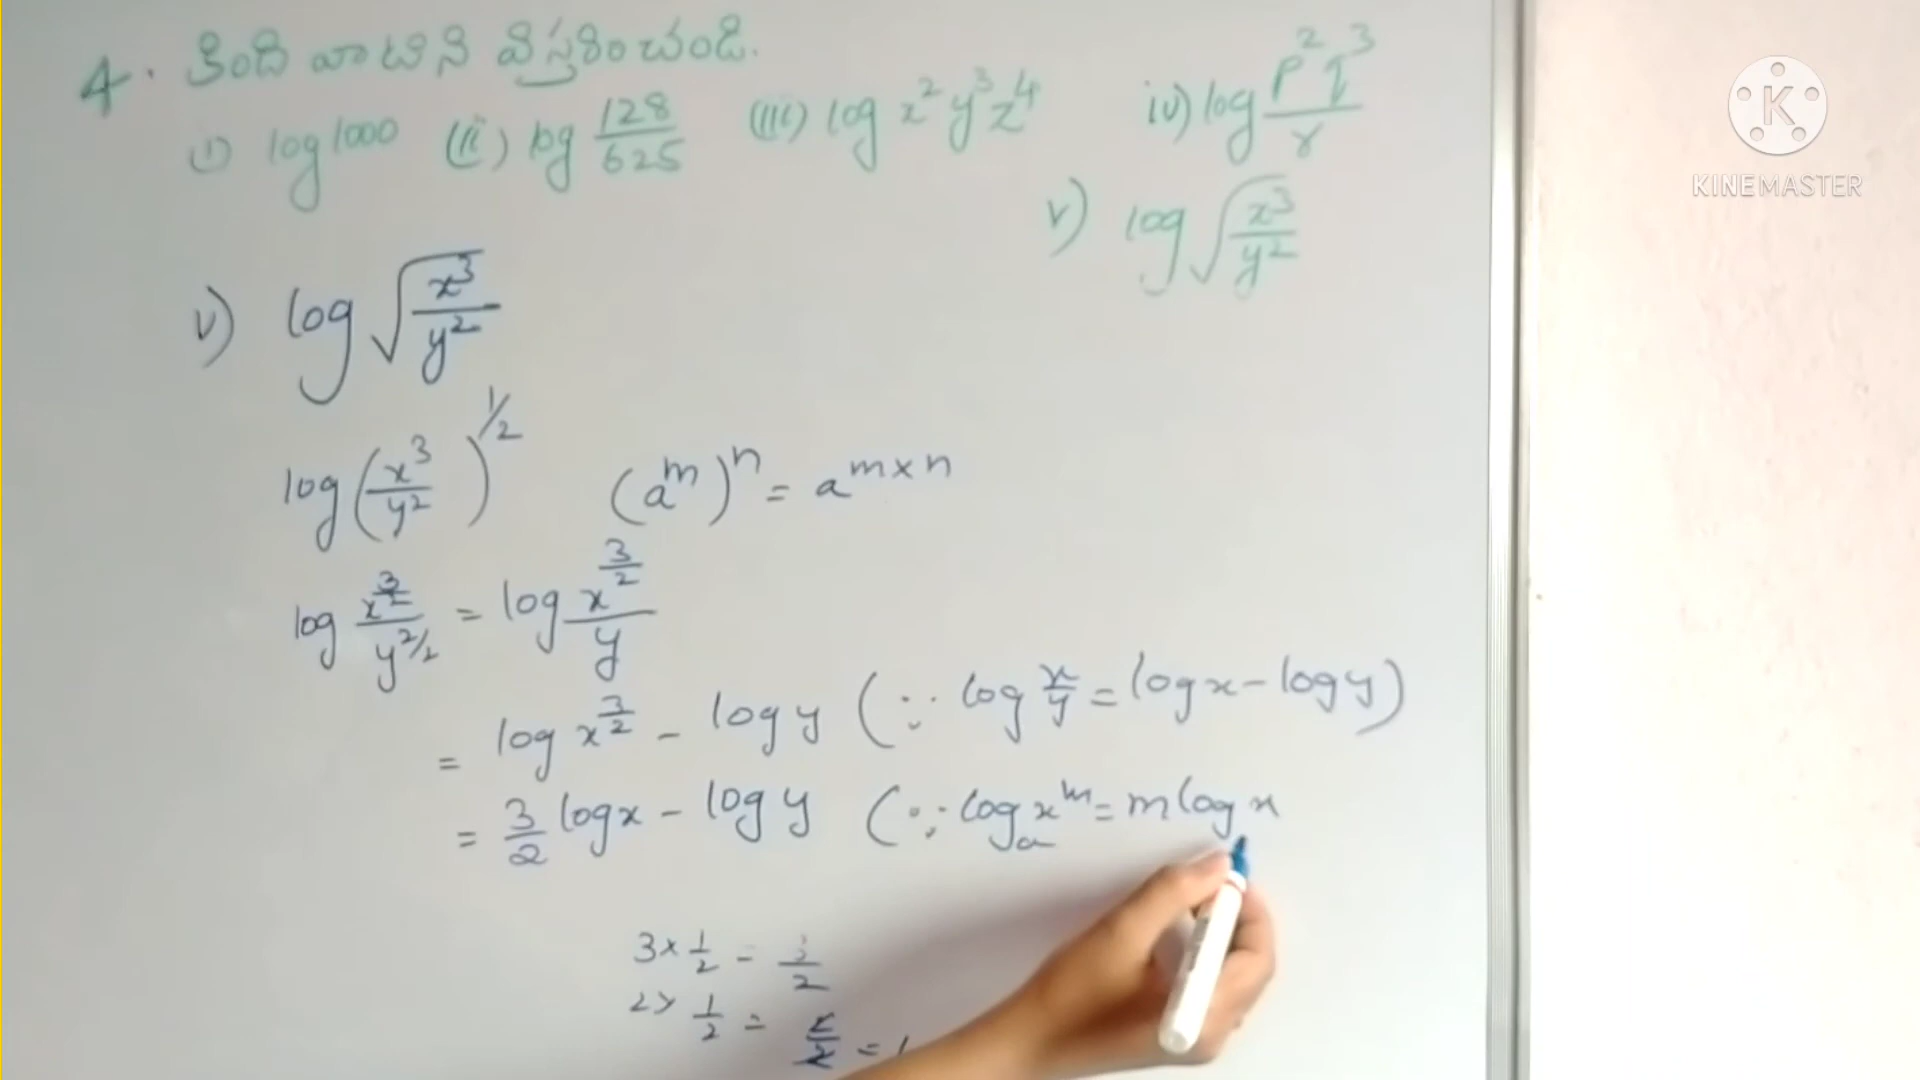 4. కింది వాటిని విస్తరించండి.
(i) log 1000 (ii) log 128/625 (iii) log x²y³z⁴ iv) log p²q³/r
v) log √(x³/y²)
v) log √(x³/y²)
log (x³/y²)^1/2 (a^m)^n = a^m×n
log x^3/2 / y^2/2 = log x^3/2 / y
= log x^3/2 - log y (∵ log x/y = log x - log y)
= 3/2 log x - log y (∵ log_a x^m = m log x
3 × 1/2 = 3/2
2 × 1/2 = 2/2 = 1
KINEMASTER